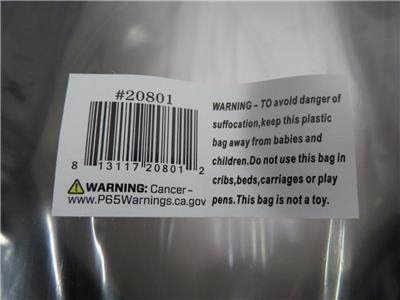 #20801
8 13117 20801 2
WARNING: Cancer –
www.P65Warnings.ca.gov
WARNING – TO avoid danger of
suffocation,keep this plastic
bag away from babies and
children.Do not use this bag in
cribs,beds,carriages or play
pens.This bag is not a toy.